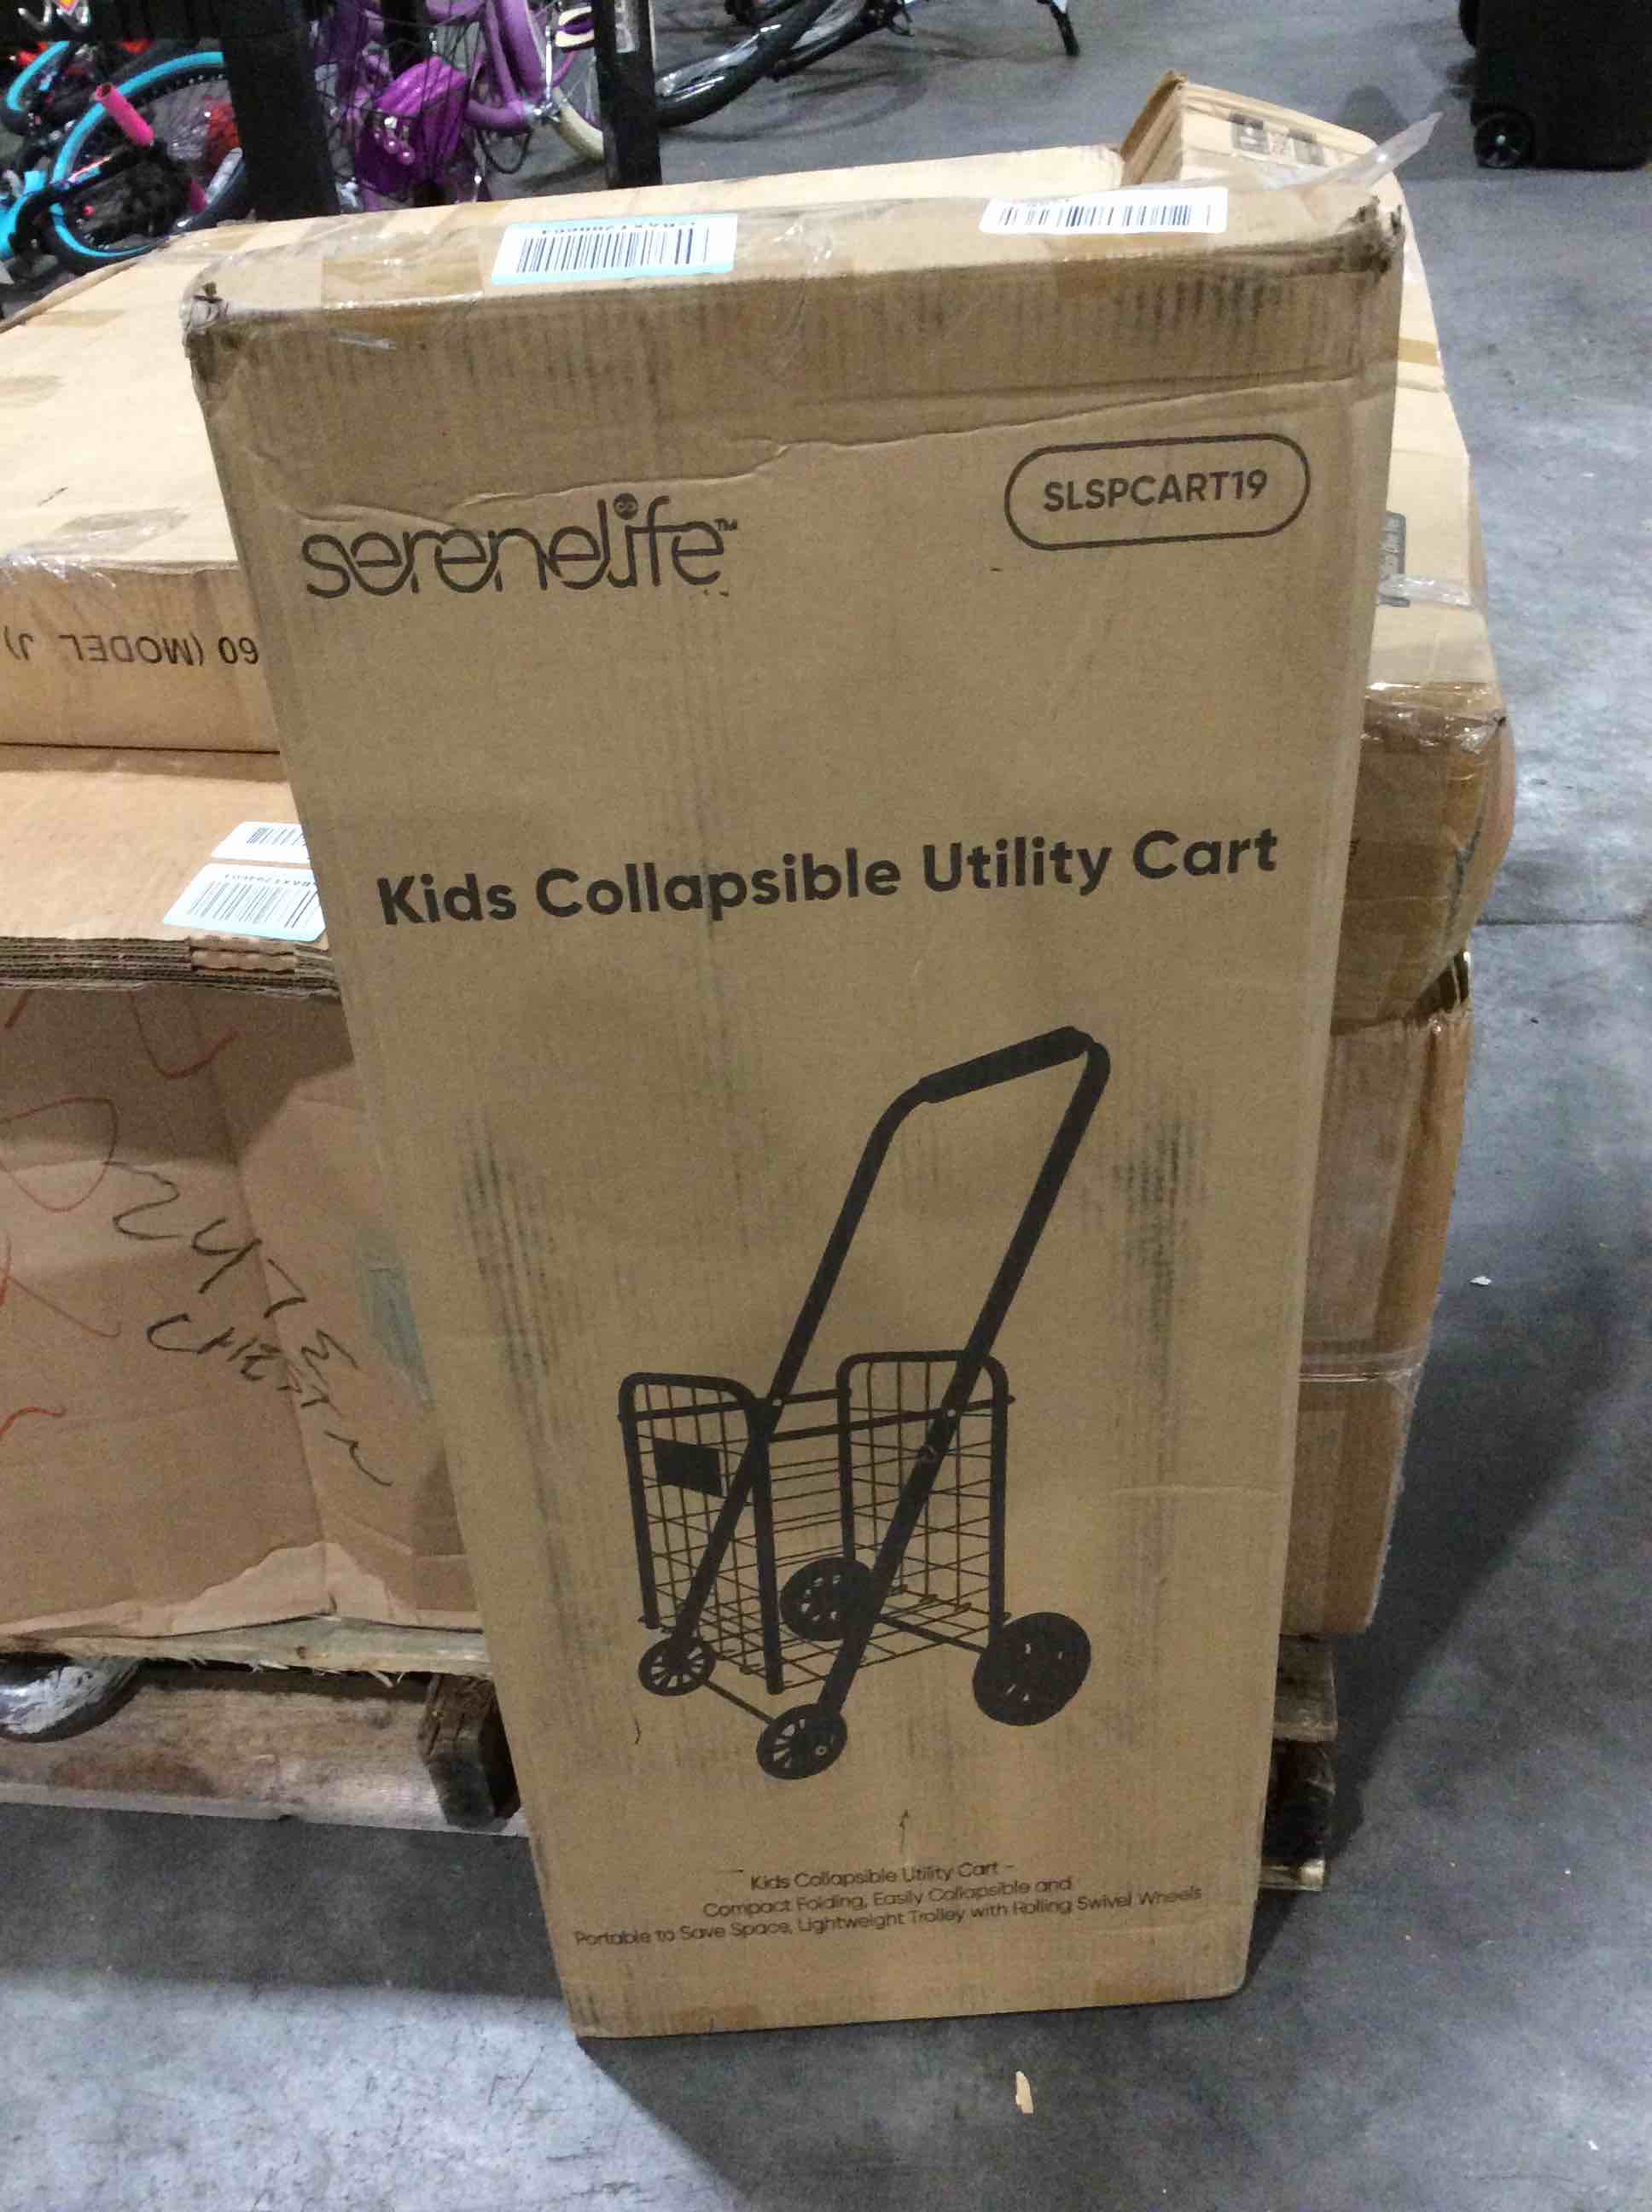 serenelife™
SLSPCART19
60 (MODEL J)
Kids Collapsible Utility Cart
Kids Collapsible Utility Cart -
Compact Folding, Easily Collapsible and
Portable to Save Space, Lightweight Trolley with Rolling Swivel Wheels